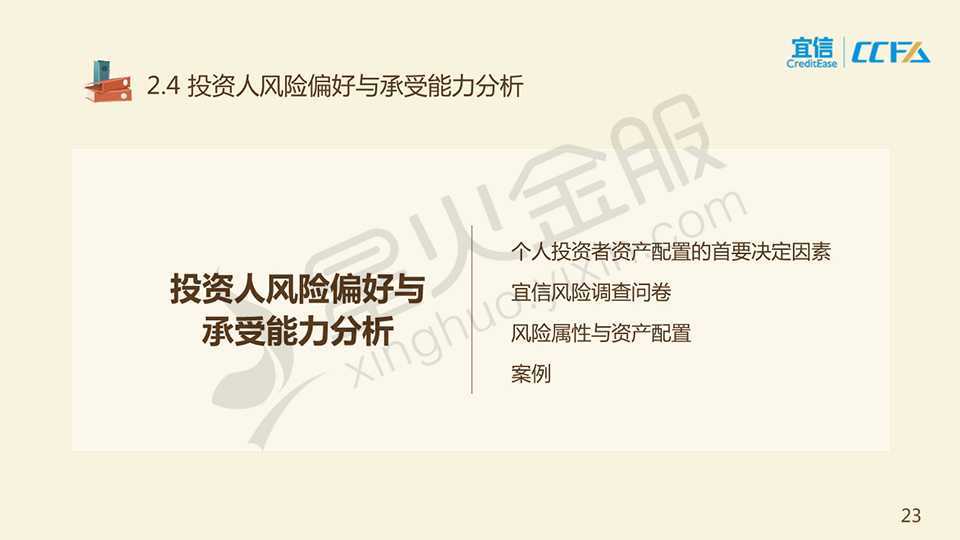 宜信
CreditEase
CCFA
2.4 投资人风险偏好与承受能力分析
星火金服
xinghuo.yixin.com
投资人风险偏好与
承受能力分析
个人投资者资产配置的首要决定因素
宜信风险调查问卷
风险属性与资产配置
案例
23